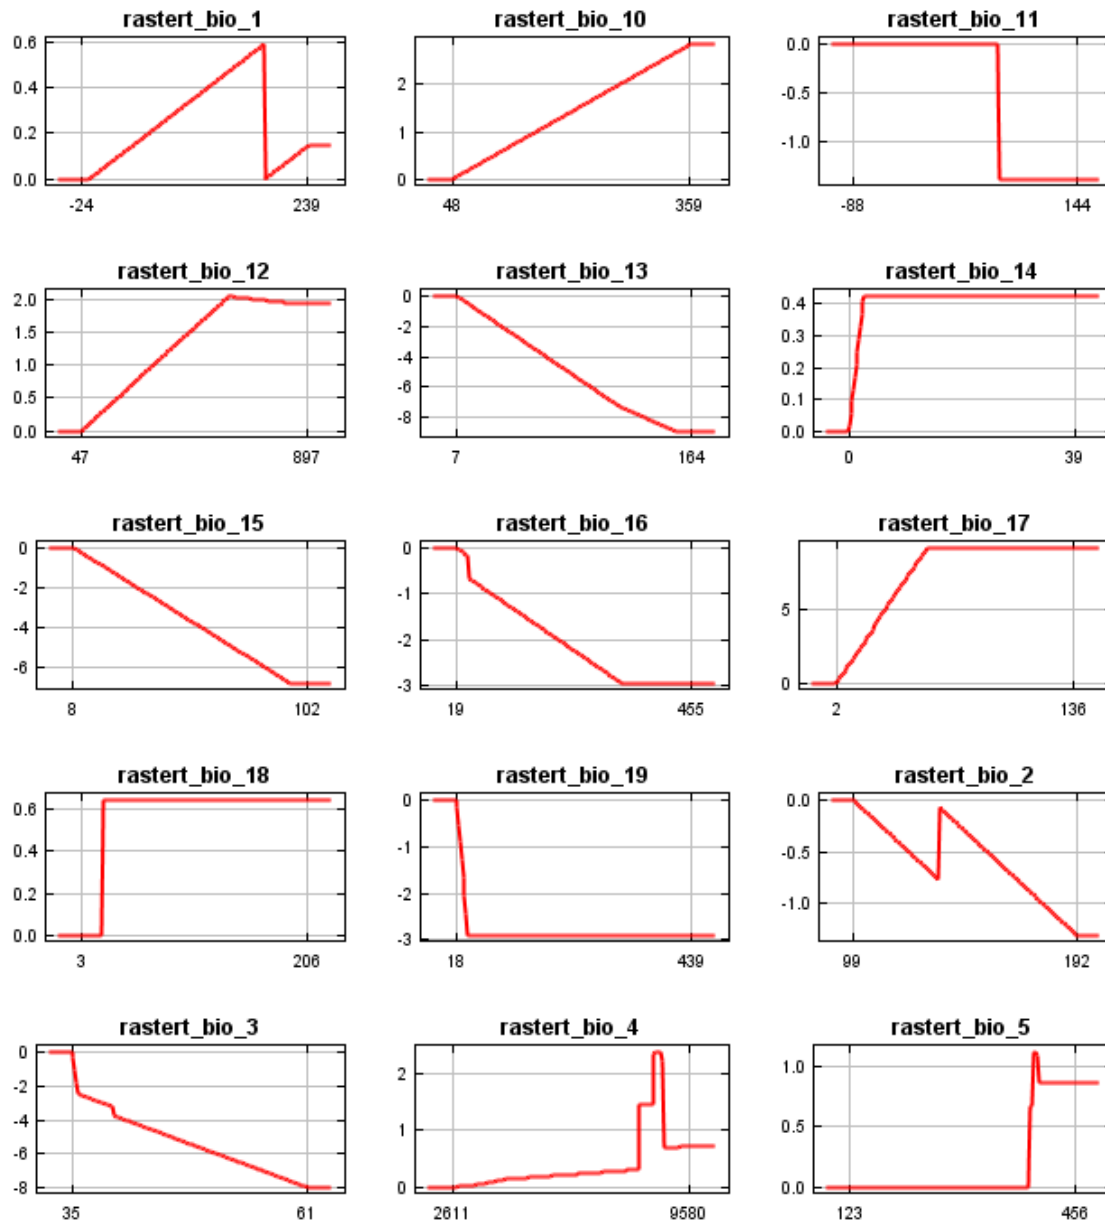 rastert_bio_1 rastert_bio_10 rastert_bio_11
0.6 0.4 0.2 0.0 -24 239
2 1 0 48 359
0.0 -0.5 -1.0 -88 144
rastert_bio_12 rastert_bio_13 rastert_bio_14
2.0 1.5 1.0 0.5 0.0 47 897
0 -2 -4 -6 -8 7 164
0.4 0.3 0.2 0.1 0.0 0 39
rastert_bio_15 rastert_bio_16 rastert_bio_17
0 -2 -4 -6 8 102
0 -1 -2 -3 19 455
5 0 2 136
rastert_bio_18 rastert_bio_19 rastert_bio_2
0.6 0.4 0.2 0.0 3 206
0 -1 -2 -3 18 439
0.0 -0.5 -1.0 99 192
rastert_bio_3 rastert_bio_4 rastert_bio_5
0 -2 -4 -6 -8 35 61
2 1 0 2611 9580
1.0 0.5 0.0 123 456